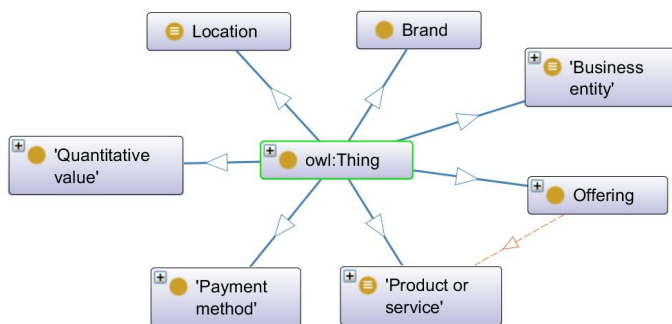 Location
Brand
'Business
entity'
'Quantitative
value'
owl:Thing
Offering
'Payment
method'
'Product or
service'